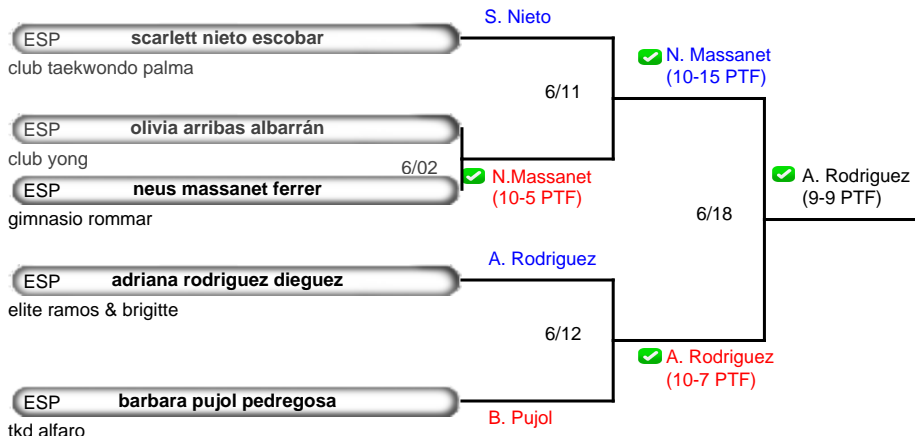 S. Nieto
ESP scarlett nieto escobar
club taekwondo palma
N. Massanet
(10-15 PTF)
6/11
ESP olivia arribas albarrán
club yong
6/02
N.Massanet
(10-5 PTF)
ESP neus massanet ferrer
gimnasio rommar
A. Rodriguez
(9-9 PTF)
6/18
A. Rodriguez
ESP adriana rodriguez dieguez
elite ramos & brigitte
6/12
A. Rodriguez
(10-7 PTF)
ESP barbara pujol pedregosa
B. Pujol
tkd alfaro